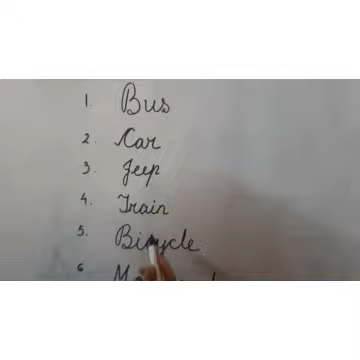 1. Bus
2. Car
3. Jeep
4. Train
5. Bicycle
6